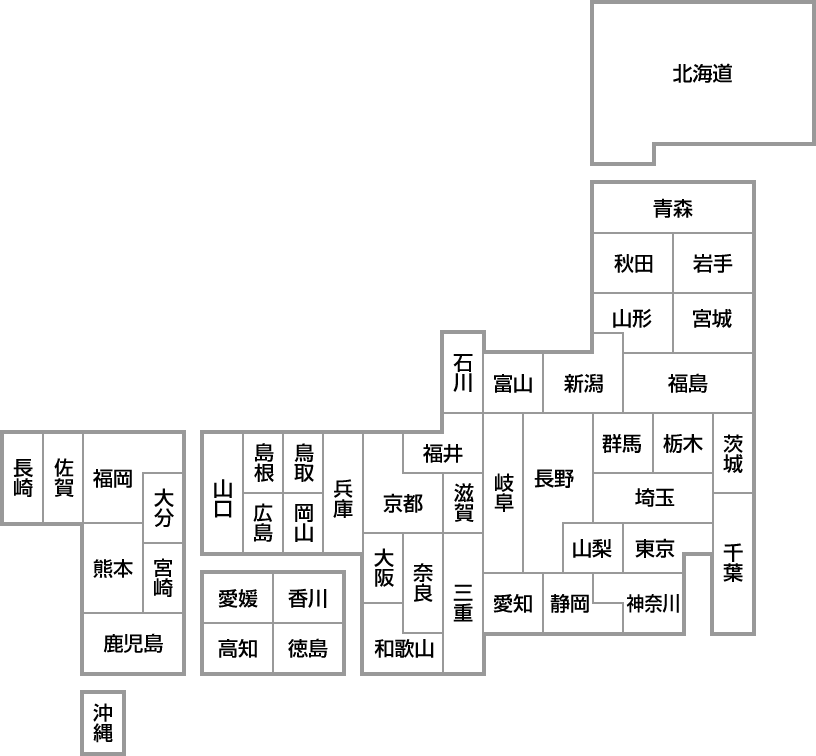 北海道
青森
秋田
岩手
山形
宮城
石川
富山
新潟
福島
長崎
佐賀
福岡
大分
山口
島根
鳥取
兵庫
福井
岐阜
長野
群馬
栃木
茨城
広島
岡山
京都
滋賀
埼玉
熊本
宮崎
大阪
奈良
三重
山梨
東京
千葉
愛媛
香川
愛知
静岡
神奈川
鹿児島
高知
徳島
和歌山
沖縄